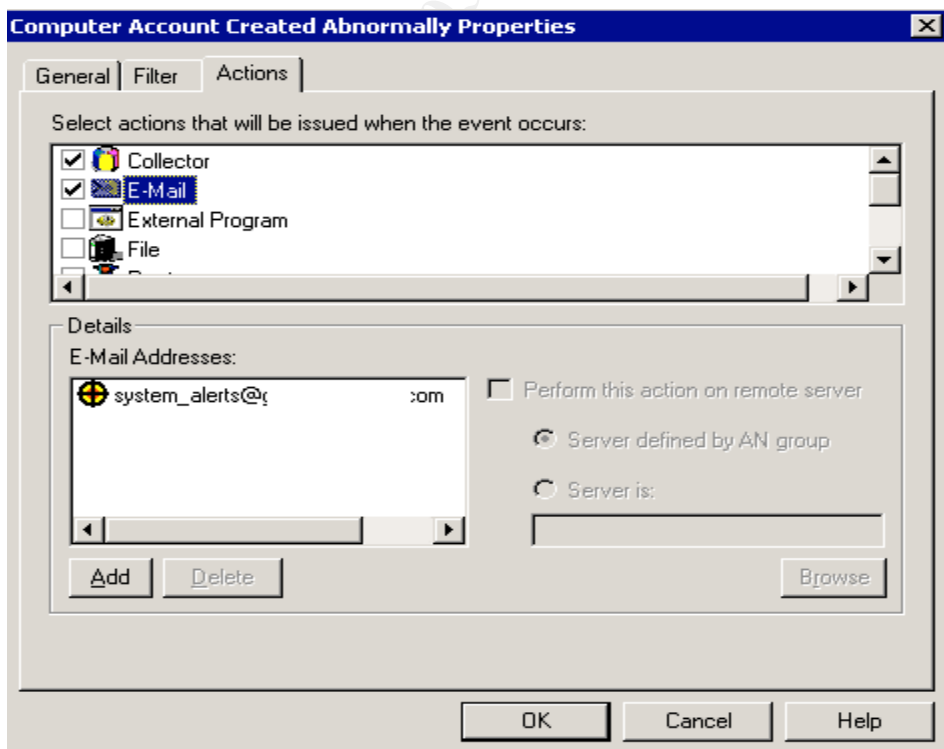 Computer Account Created Abnormally Properties
General Filter Actions
Select actions that will be issued when the event occurs:
Collector
E-Mail
External Program
File
Details
E-Mail Addresses:
system_alerts@g com
Perform this action on remote server
Server defined by AN group
Server is:
Add Delete Browse
OK Cancel Help